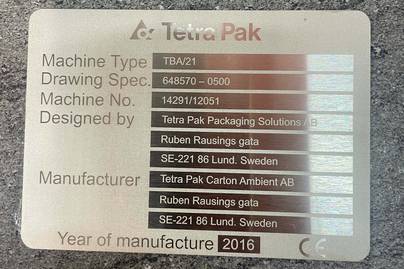 Tetra Pak
Machine Type TBA/21
Drawing Spec. 648570 – 0500
Machine No. 14291/12051
Designed by Tetra Pak Packaging Solutions AB
Ruben Rausings gata
SE-221 86 Lund. Sweden
Manufacturer Tetra Pak Carton Ambient AB
Ruben Rausings gata
SE-221 86 Lund. Sweden
Year of manufacture 2016 CE